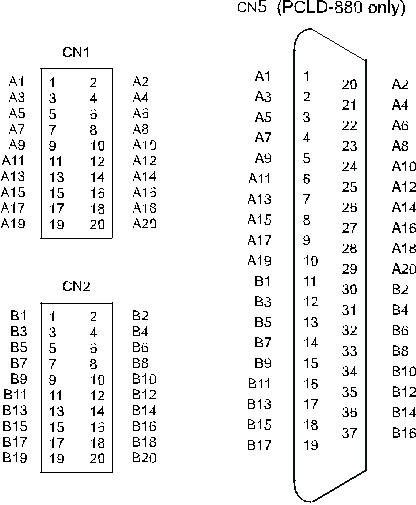 CN5 (PCLD-880 only)
CN1
A1 1 2 A2
A3 3 4 A4
A5 5 6 A6
A7 7 8 A8
A9 9 10 A10
A11 11 12 A12
A13 13 14 A14
A15 15 16 A16
A17 17 18 A18
A19 19 20 A20
CN2
B1 1 2 B2
B3 3 4 B4
B5 5 6 B6
B7 7 8 B8
B9 9 10 B10
B11 11 12 B12
B13 13 14 B14
B15 15 16 B16
B17 17 18 B18
B19 19 20 B20
A1 1
20 A2
A3 2
21 A4
A5 3
22 A6
A7 4
23 A8
A9 5
24 A10
A11 6
25 A12
A13 7
26 A14
A15 8
27 A16
A17 9
28 A18
A19 10
29 A20
B1 11
30 B2
B3 12
31 B4
B5 13
32 B6
B7 14
33 B8
B9 15
34 B10
B11 16
35 B12
B13 17
36 B14
B15 18
37 B16
B17 19